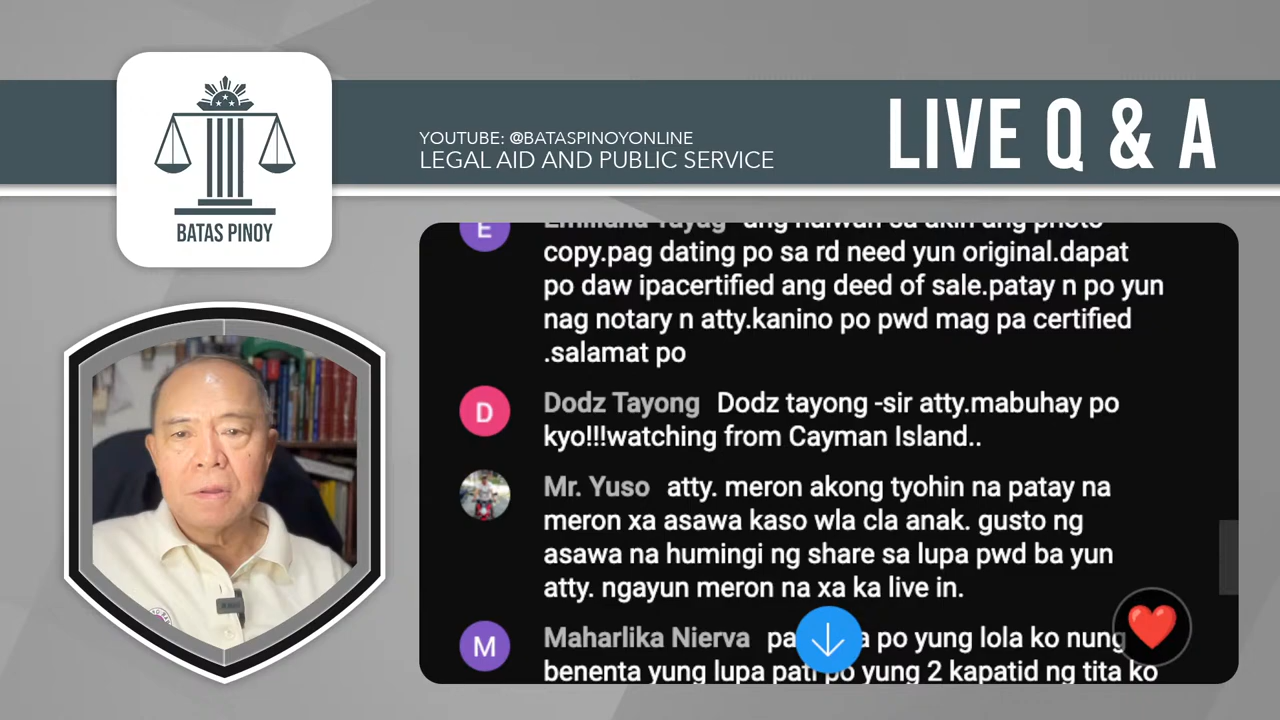 YOUTUBE: @BATASPINOYONLINE
LEGAL AID AND PUBLIC SERVICE
LIVE Q & A
BATAS PINOY
E Emiliana Tayag ang naiwan sa akin ang photo
copy.pag dating po sa rd need yun original.dapat
po daw ipacertified ang deed of sale.patay n po yun
nag notary n atty.kanino po pwd mag pa certified
.salamat po
D Dodz Tayong Dodz tayong -sir atty.mabuhay po
kyo!!!watching from Cayman Island..
Mr. Yuso atty. meron akong tyohin na patay na
meron xa asawa kaso wla cla anak. gusto ng
asawa na humingi ng share sa lupa pwd ba yun
atty. ngayun meron na xa ka live in.
M Maharlika Nierva po yung lola ko nung
benenta yung lupa pati po yung 2 kapatid ng tita ko